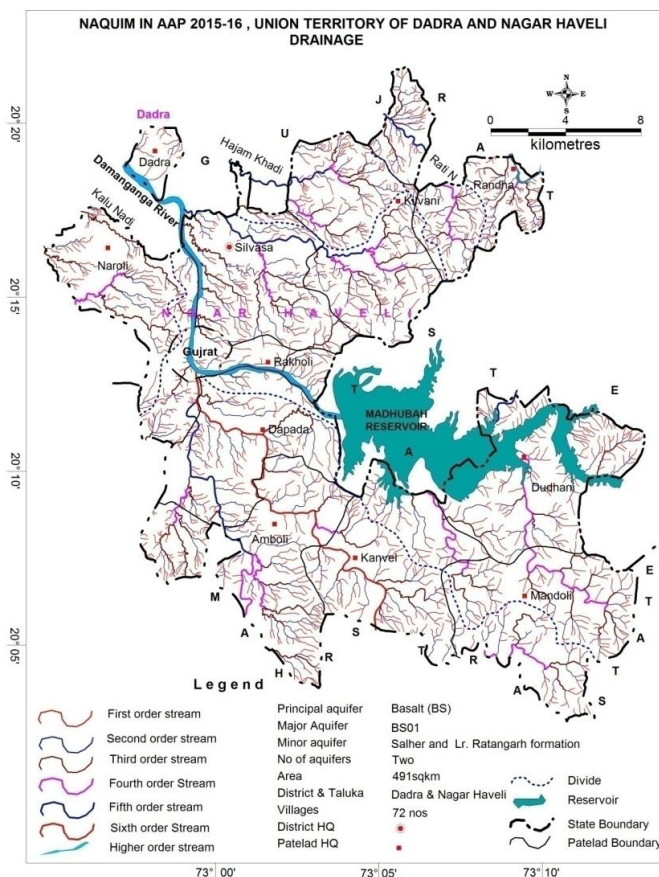 NAQUIM IN AAP 2015-16 , UNION TERRITORY OF DADRA AND NAGAR HAVELI
DRAINAGE
N
W E
S
0 4 8
kilometres
20° 20'
20° 15'
20° 10'
20° 05'
Dadra
Dadra
G U J R A T
Hajam Khadi
Rati N
Randha
Kivani
Damanganga River
Kalu Nadi
Naroli
Silvasa
N G A R H A V E L I
Gujrat
Rakholi
S T A T E
MADHUBAH
RESERVOIR
Dapada
Dudhani
Amboli
Kanvel
Mandoli
M A H R S T R A S T A T E
Legend
First order stream
Second order stream
Third order stream
Fourth order Stream
Fifth order stream
Sixth order Stream
Higher order stream
Principal aquifer Basalt (BS)
Major Aquifer BS01
Minor aquifer Salher and Lr. Ratangarh formation
No of aquifers Two
Area 491sqkm
District & Taluka Dadra & Nagar Haveli
Villages 72 nos
District HQ
Patelad HQ
Divide
Reservoir
State Boundary
Patelad Boundary
73° 00' 73° 05' 73° 10'